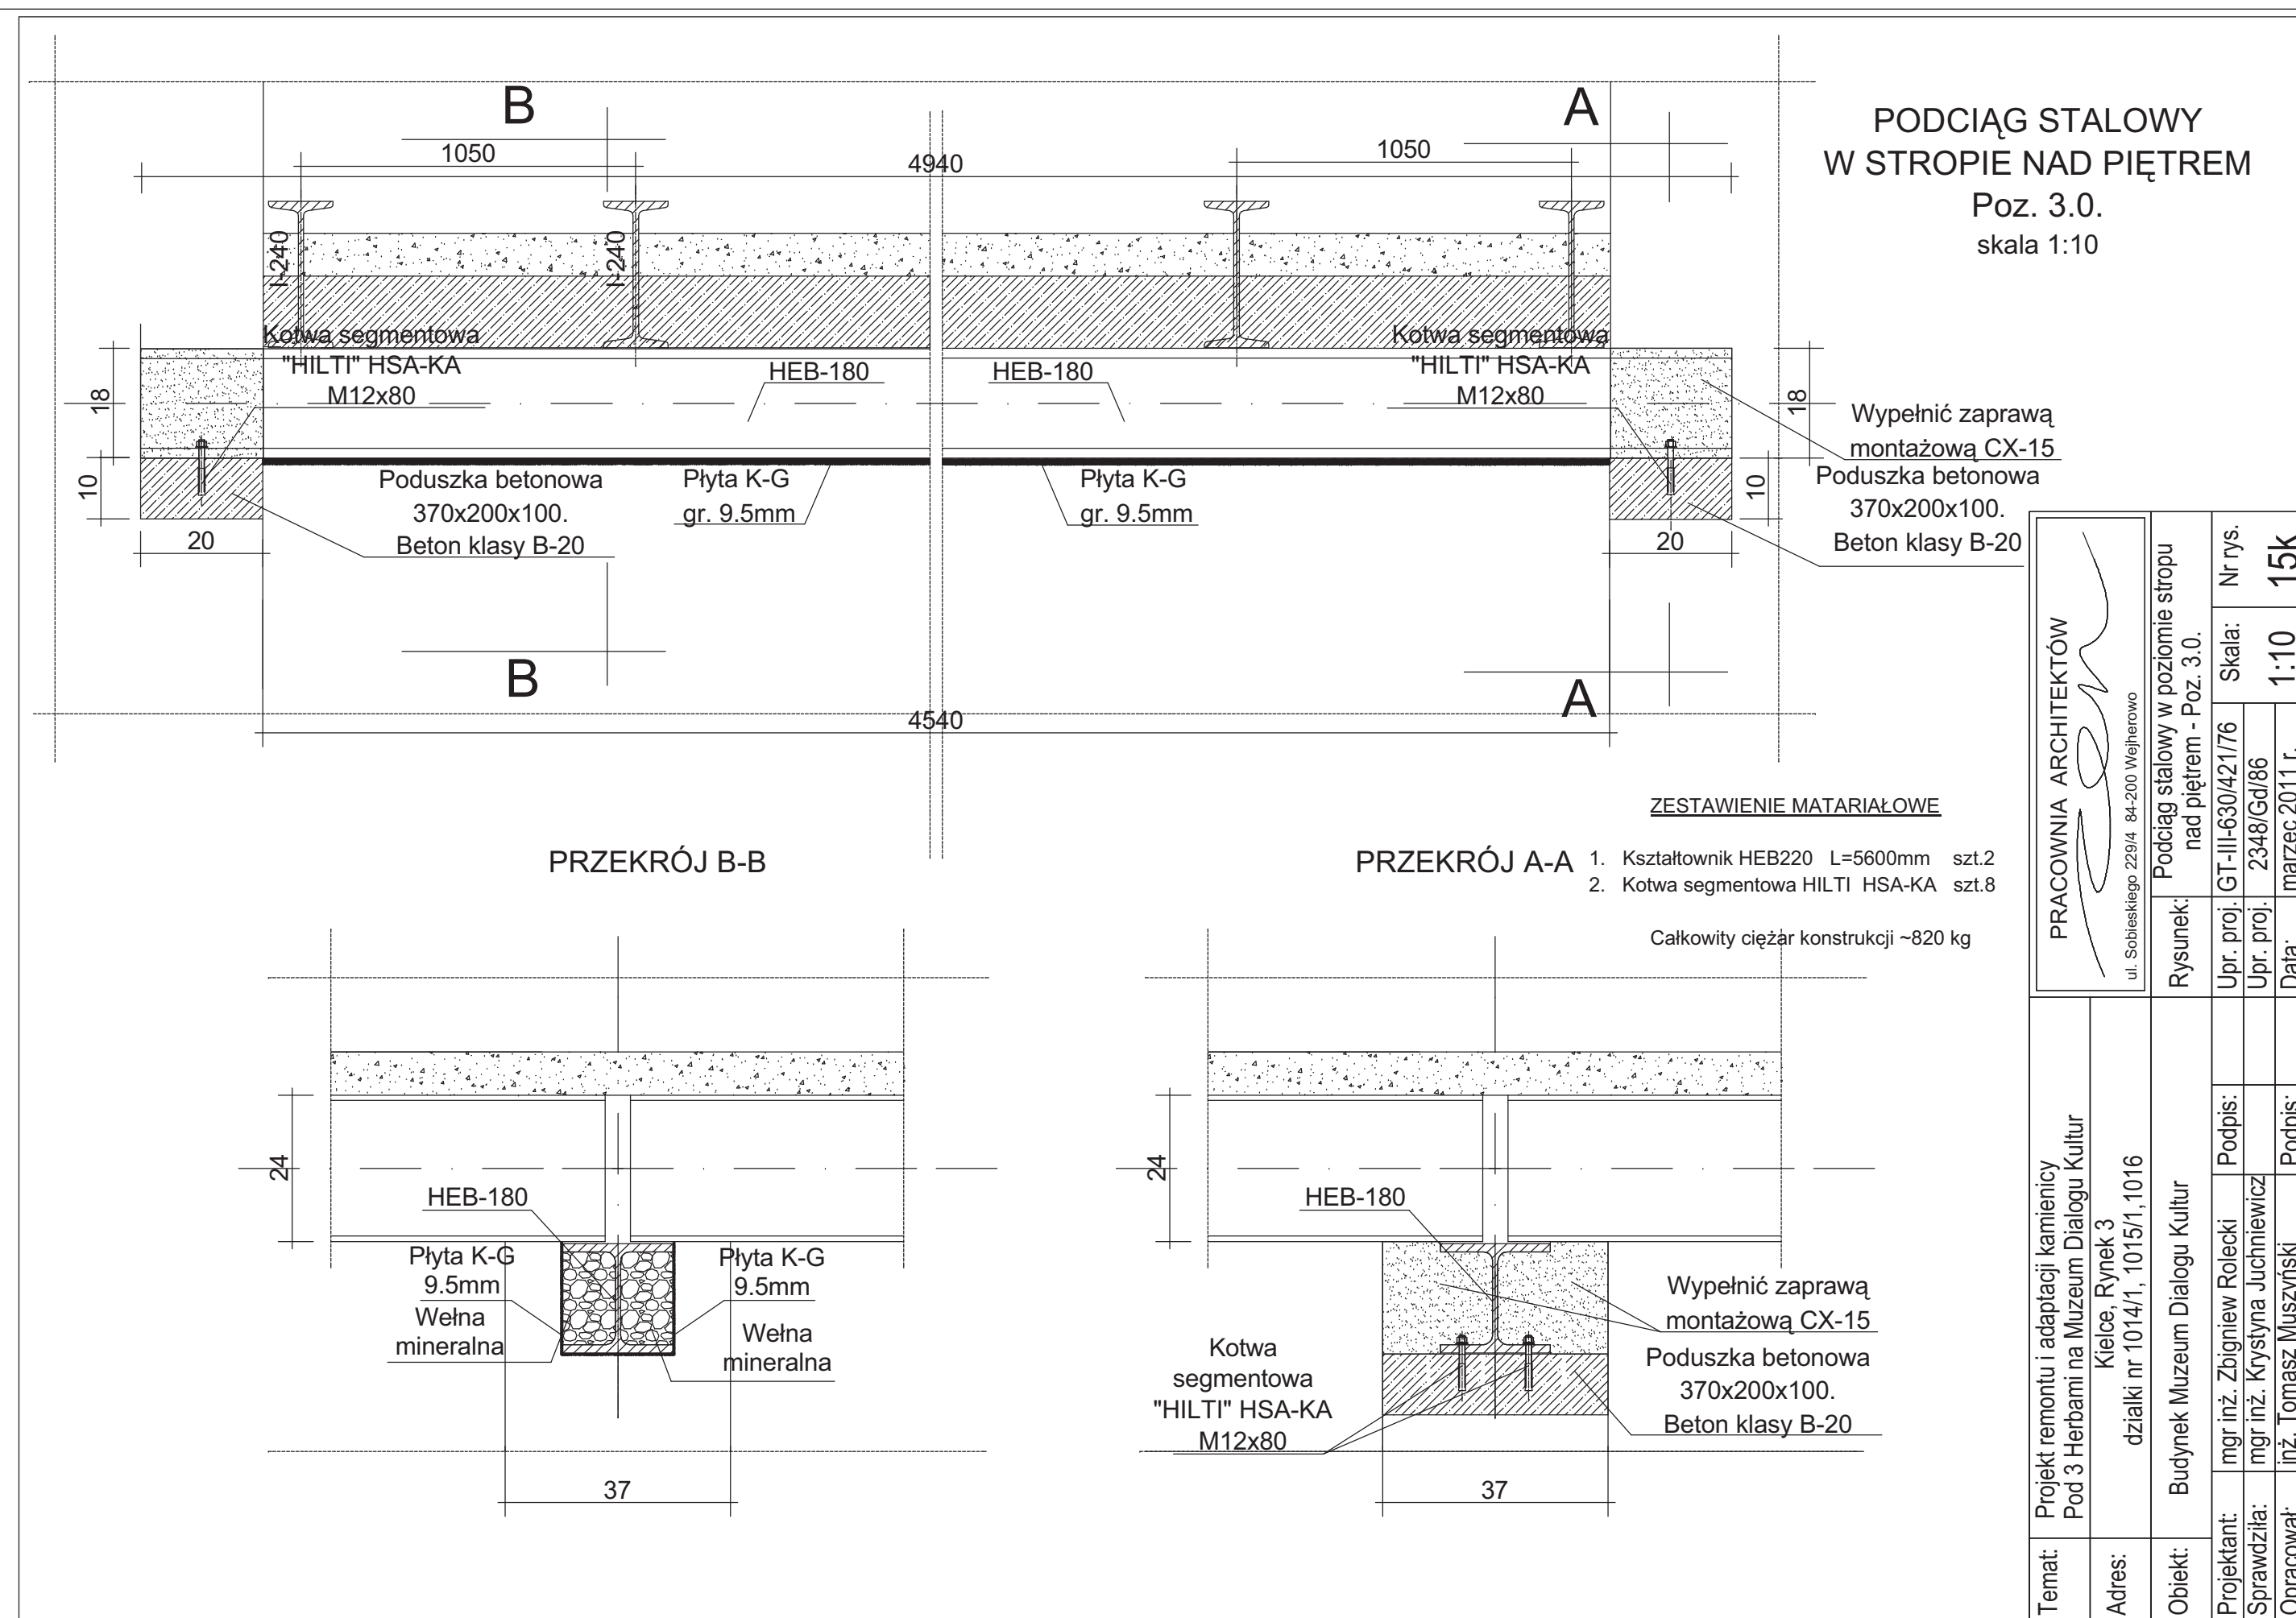 PODCIĄG STALOWY
W STROPIE NAD PIĘTREM
Poz. 3.0.
skala 1:10
B
A
1050
4940
1050
I-240
I-240
Kotwa segmentowa
"HILTI" HSA-KA
M12x80
HEB-180
HEB-180
Kotwa segmentowa
"HILTI" HSA-KA
M12x80
18
10
20
18
10
20
Wypełnić zaprawą
montażową CX-15
Poduszka betonowa
370x200x100.
Beton klasy B-20
Poduszka betonowa
370x200x100.
Beton klasy B-20
Płyta K-G
gr. 9.5mm
Płyta K-G
gr. 9.5mm
B
A
4540
ZESTAWIENIE MATARIAŁOWE
1. Kształtownik HEB220 L=5600mm szt.2
2. Kotwa segmentowa HILTI HSA-KA szt.8
Całkowity ciężar konstrukcji ~820 kg
PRZEKRÓJ B-B
24
HEB-180
Płyta K-G
9.5mm
Wełna
mineralna
Płyta K-G
9.5mm
Wełna
mineralna
37
PRZEKRÓJ A-A
24
HEB-180
Wypełnić zaprawą
montażową CX-15
Kotwa
segmentowa
"HILTI" HSA-KA
M12x80
Poduszka betonowa
370x200x100.
Beton klasy B-20
37
PRACOWNIA ARCHITEKTÓW
ul. Sobieskiego 229/4 84-200 Wejherowo
Temat:
Projekt remontu i adaptacji kamienicy
Pod 3 Herbami na Muzeum Dialogu Kultur
Adres:
Kielce, Rynek 3
dzialki nr 1014/1, 1015/1, 1016
Obiekt:
Budynek Muzeum Dialogu Kultur
Rysunek:
Podciąg stalowy w poziomie stropu
nad piętrem - Poz. 3.0.
Projektant:
mgr inż. Zbigniew Rolecki
Podpis:
Upr. proj.
GT-III-630/421/76
Skala:
Nr rys.
Sprawdziła:
mgr inż. Krystyna Juchniewicz
Upr. proj.
2348/Gd/86
1:10
15k
Opracował:
inż. Tomasz Muszyński
Podpis:
Data:
marzec 2011 r.